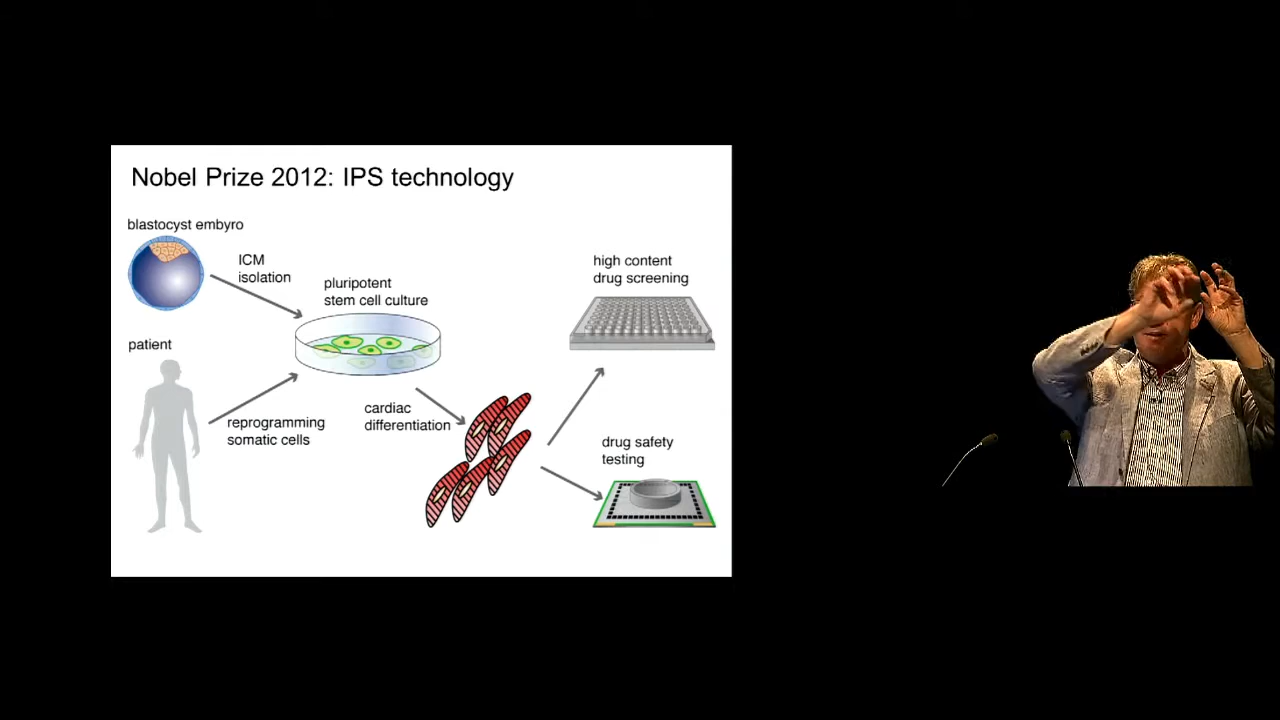 Nobel Prize 2012: IPS technology
blastocyst embyro
ICM
isolation
pluripotent
stem cell culture
high content
drug screening
patient
reprogramming
somatic cells
cardiac
differentiation
drug safety
testing